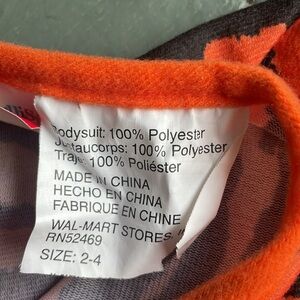 Bodysuit: 100% Polyester
Justaucorps: 100% Polyester
Traje: 100% Poliéster
MADE IN CHINA
HECHO EN CHINA
FABRIQUE EN CHINE
WAL-MART STORES
RN52469
SIZE: 2-4